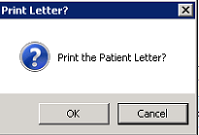 Print Letter?
Print the Patient Letter?
OK
Cancel